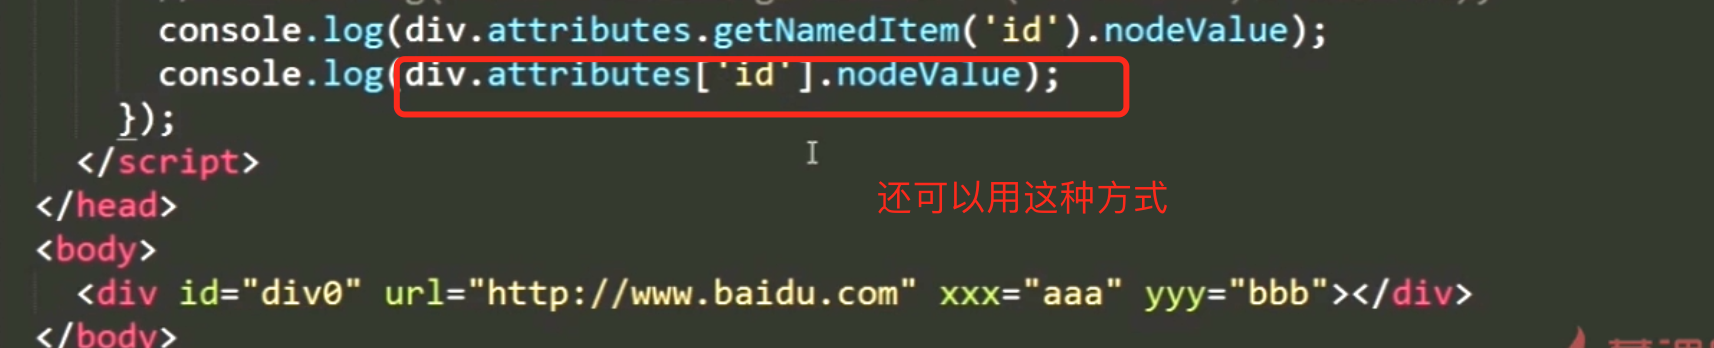 console.log(div.attributes.getNamedItem('id').nodeValue);
console.log(div.attributes['id'].nodeValue);
});
</script>
还可以用这种方式
</head>
<body>
<div id="div0" url="http://www.baidu.com" xxx="aaa" yyy="bbb"></div>
</body>